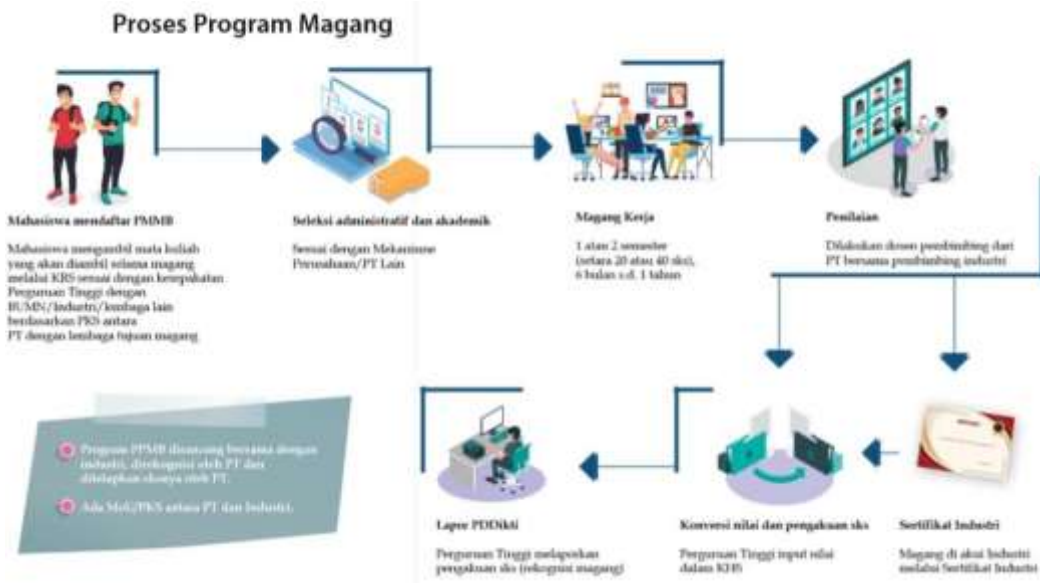 Proses Program Magang
Mahasiswa mendaftar PMMB
Mahasiswa mengambil mata kuliah
yang akan diambil selama magang
melalui KRS sesuai dengan kesepakatan
Perguruan Tinggi dengan
BUMN/Industri/lembaga lain
berdasarkan PKS antara
PT dengan lembaga tujuan magang
Seleksi administratif dan akademik
Sesuai dengan Mekanisme
Perusahaan/PT Lain
Magang Kerja
1 atau 2 semester
(setara 20 atau 40 sks),
6 bulan s.d. 1 tahun
Penilaian
Dilakukan dosen pembimbing dari
PT bersama pembimbing industri
Program PPMB dirancang bersama dengan
industri, direkognisi oleh PT dan
ditetapkan sksnya oleh PT.
Ada MoU/PKS antara PT dan Industri.
Lapor PDDikti
Perguruan Tinggi melaporkan
pengakuan sks (rekognisi magang)
Konversi nilai dan pengakuan sks
Perguruan Tinggi input nilai
dalam KHS
Sertifikat Industri
Magang di akui Industri
melalui Sertifikat Industri